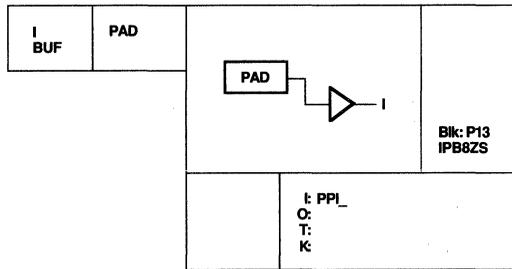 I
BUF
PAD
PAD
I
Blk: P13
IPB8ZS
I: PPI_
O:
T:
K: